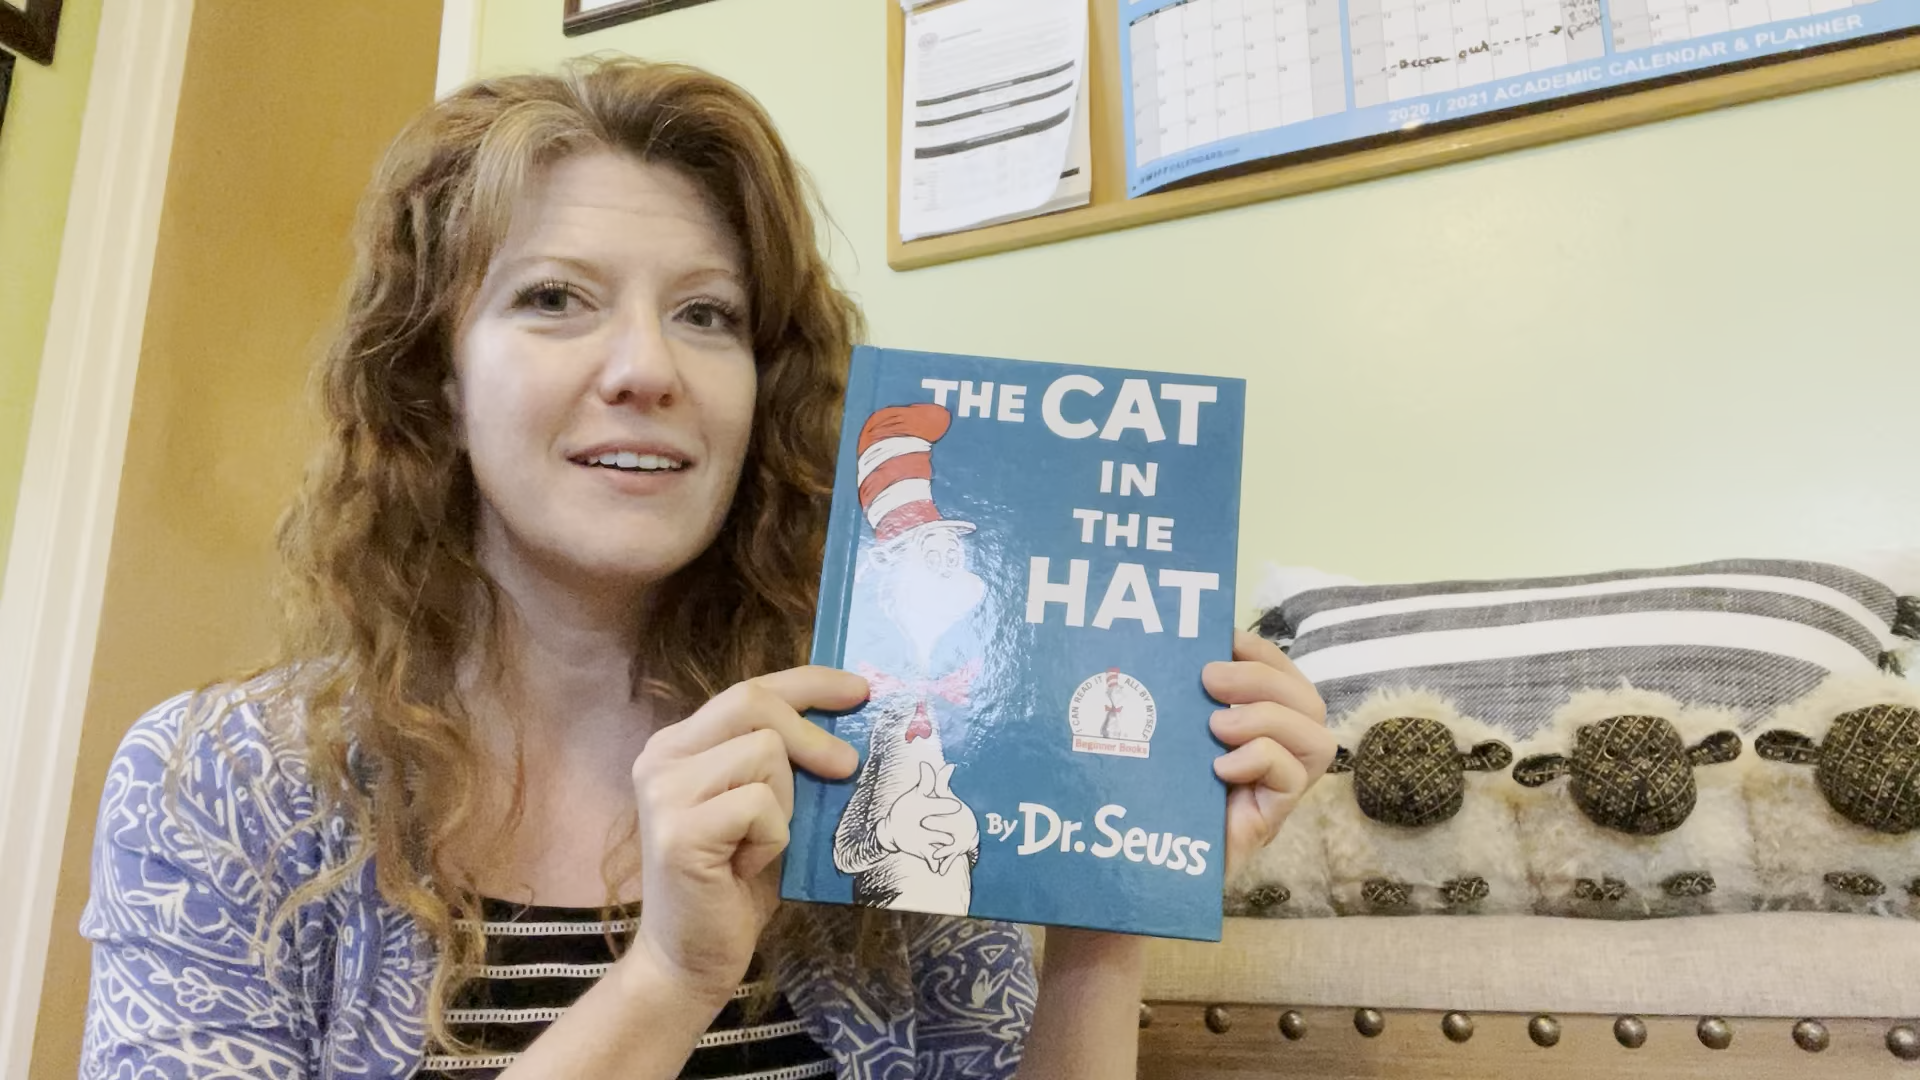 out
2020 / 2021 ACADEMIC CALENDAR & PLANNER
THE CAT
IN
THE
HAT
I CAN READ IT ALL BY MYSELF
Beginner Books
By Dr. Seuss